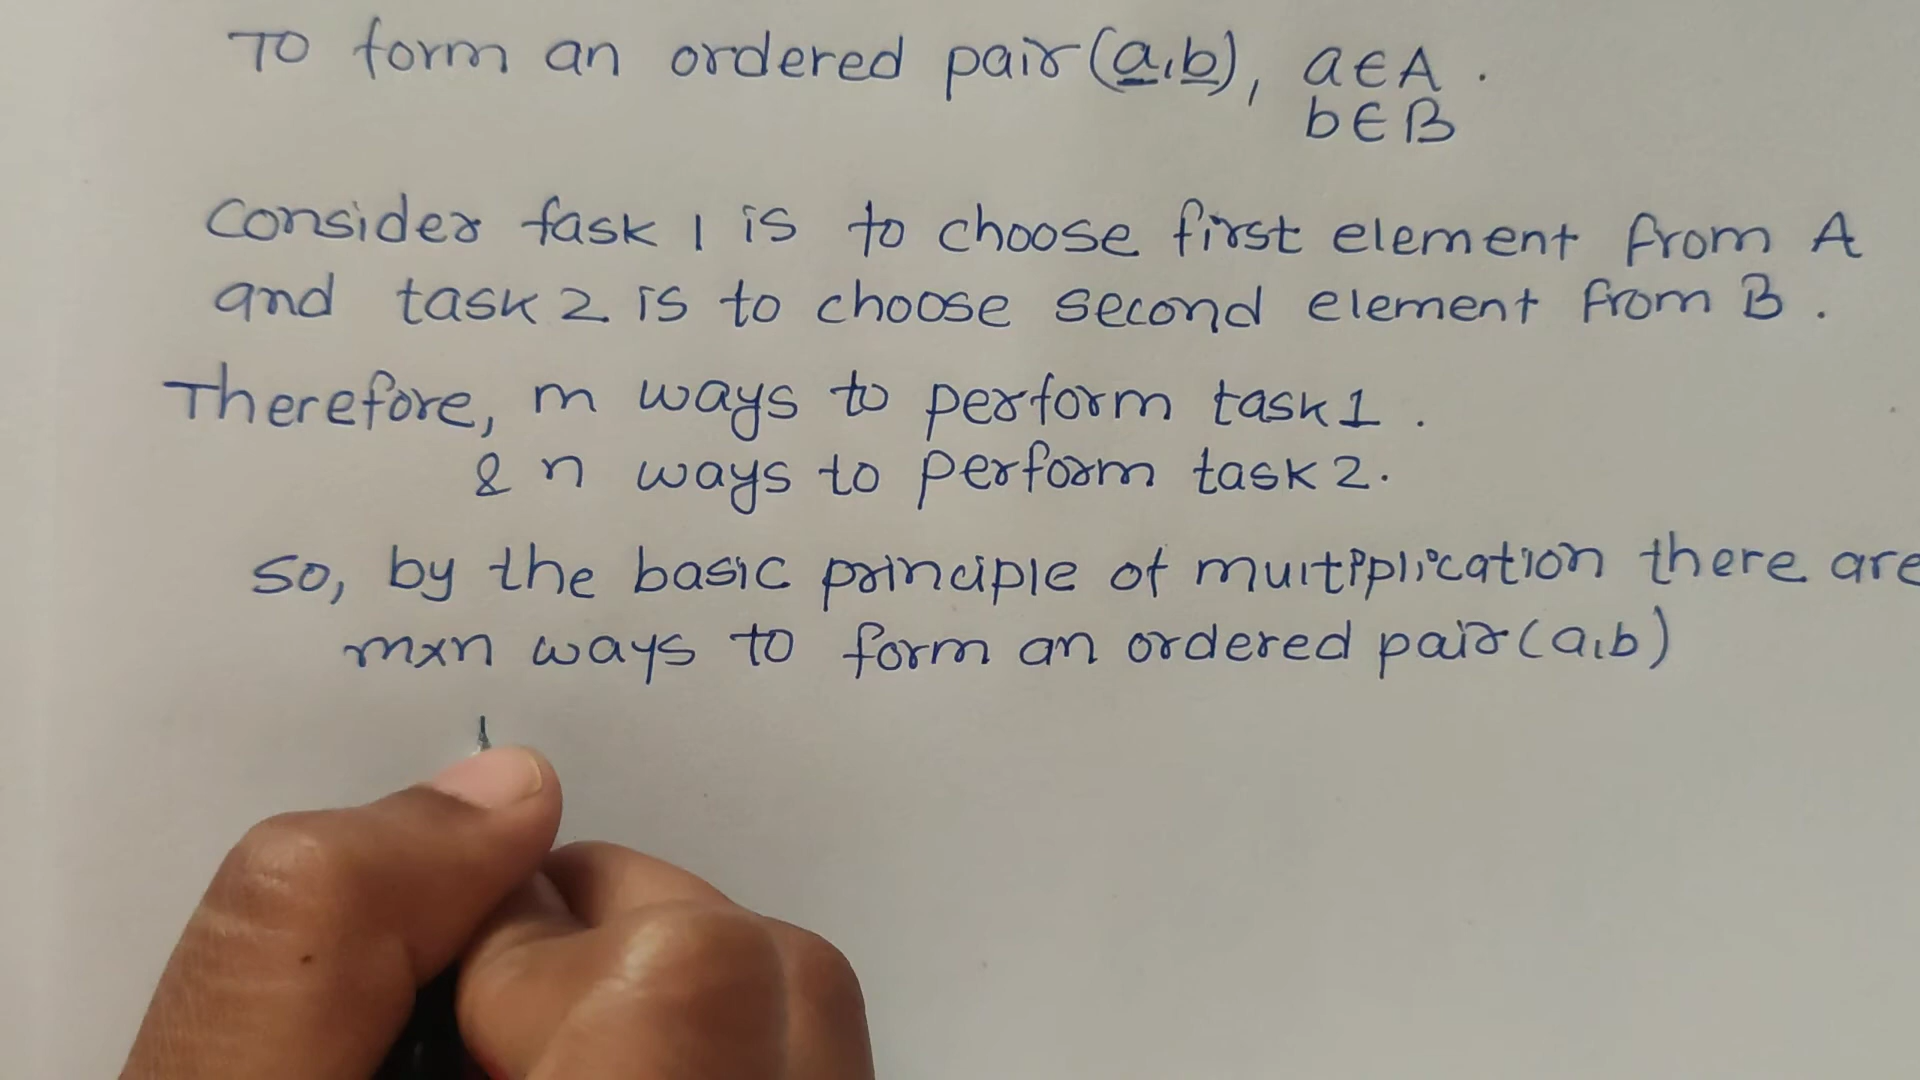 To form an ordered pair (a,b), a∈A .
b∈B
Consider task 1 is to choose first element from A
and task 2 is to choose second element from B .
Therefore, m ways to perform task 1 .
& n ways to perform task 2.
So, by the basic principle of multiplication there are
m×n ways to form an ordered pair (a,b)